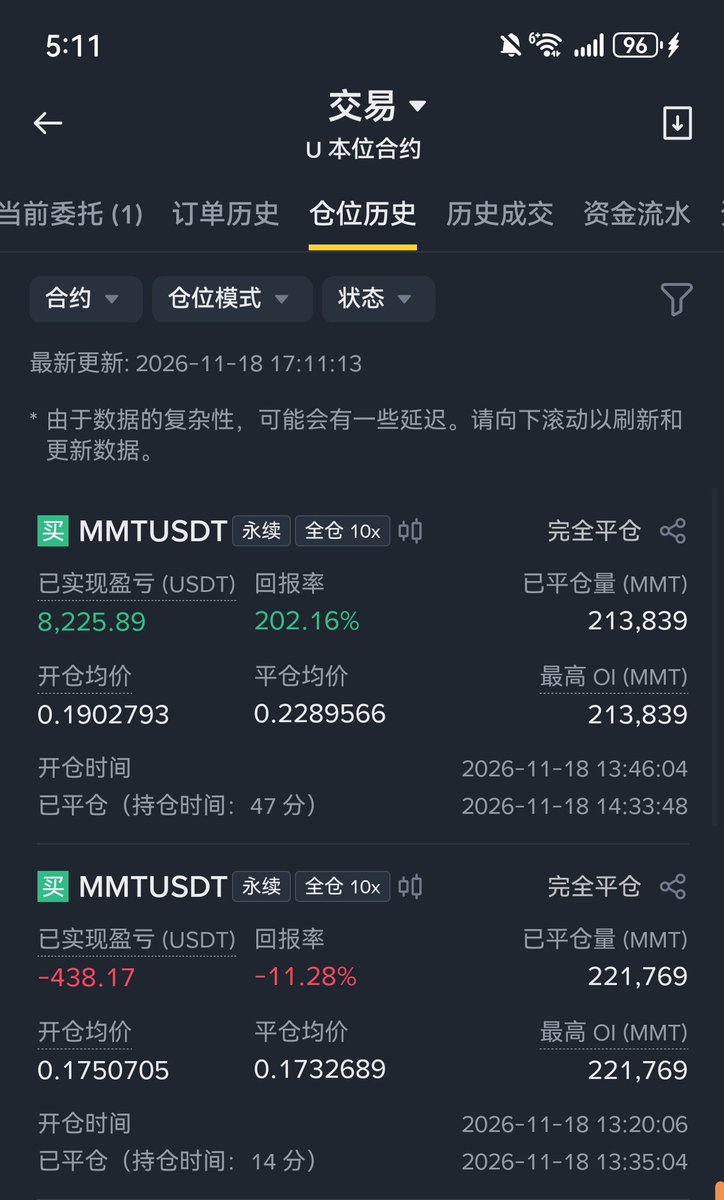 5:11
6+
96
交易
U 本位合约
当前委托 (1) 订单历史 仓位历史 历史成交 资金流水
合约 仓位模式 状态
最新更新: 2026-11-18 17:11:13
* 由于数据的复杂性，可能会有一些延迟。请向下滚动以刷新和
更新数据。
买 MMTUSDT 永续 全仓 10x 完全平仓
已实现盈亏 (USDT) 回报率 已平仓量 (MMT)
8,225.89 202.16% 213,839
开仓均价 平仓均价 最高 OI (MMT)
0.1902793 0.2289566 213,839
开仓时间 2026-11-18 13:46:04
已平仓（持仓时间： 47 分） 2026-11-18 14:33:48
买 MMTUSDT 永续 全仓 10x 完全平仓
已实现盈亏 (USDT) 回报率 已平仓量 (MMT)
-438.17 -11.28% 221,769
开仓均价 平仓均价 最高 OI (MMT)
0.1750705 0.1732689 221,769
开仓时间 2026-11-18 13:20:06
已平仓（持仓时间： 14 分） 2026-11-18 13:35:04